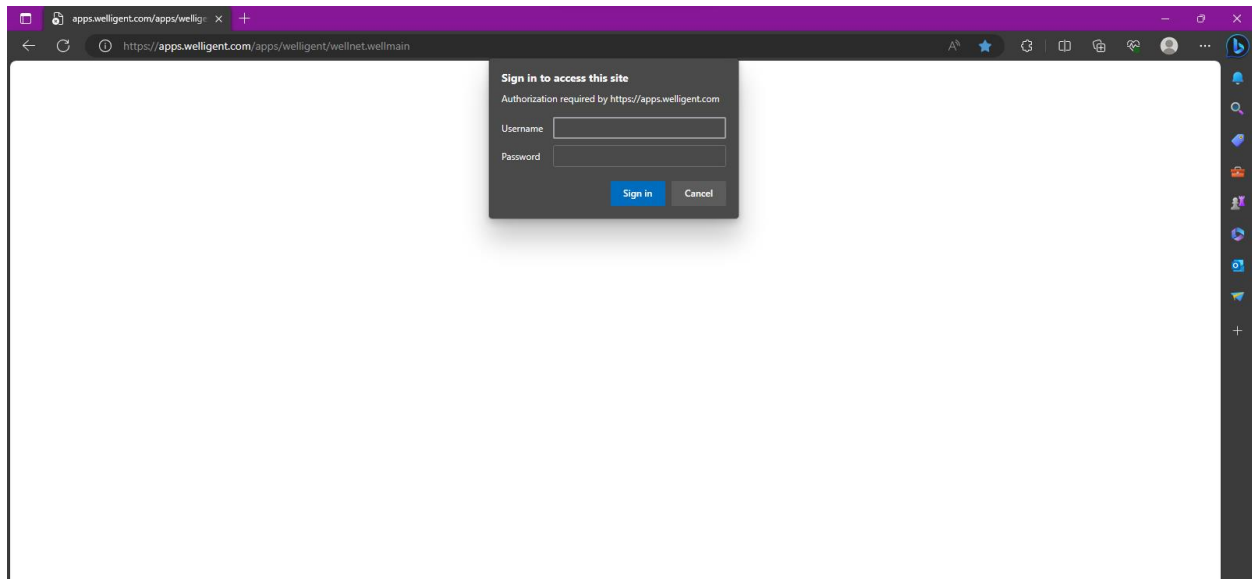 apps.welligent.com/apps/wellige
https://apps.welligent.com/apps/welligent/wellnet.wellmain
Sign in to access this site
Authorization required by https://apps.welligent.com
Username
Password
Sign in Cancel